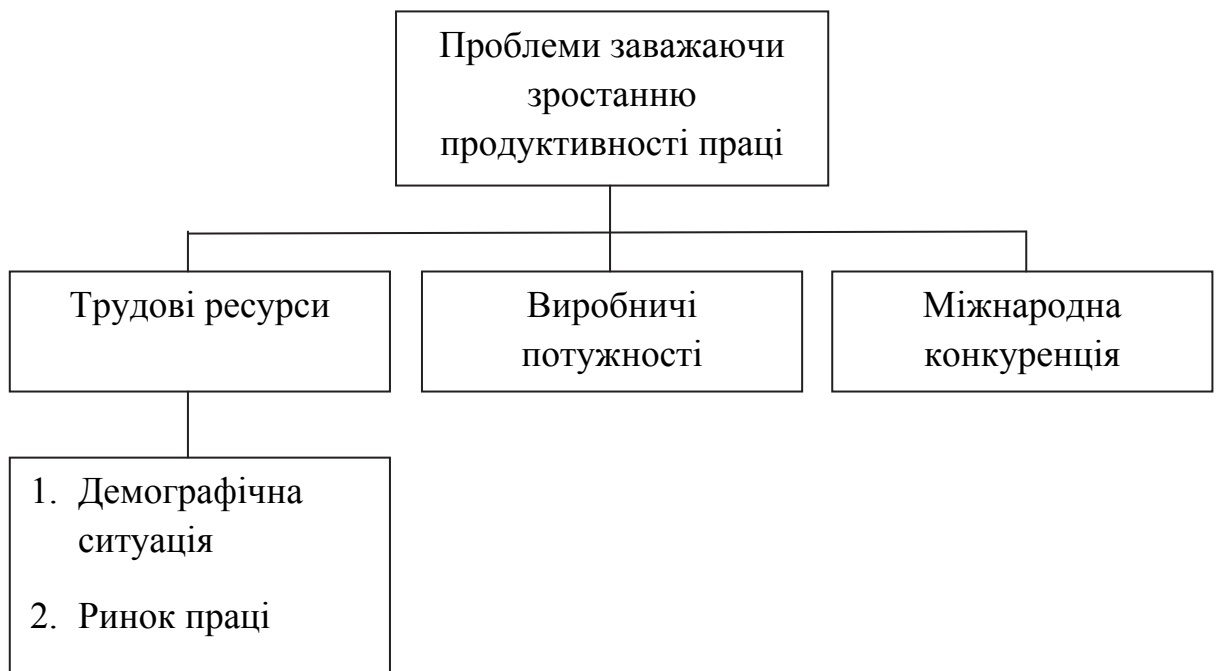 Проблеми заважаючи
зростанню
продуктивності праці
Трудові ресурси
Виробничі
потужності
Міжнародна
конкуренція
1. Демографічна
ситуація
2. Ринок праці